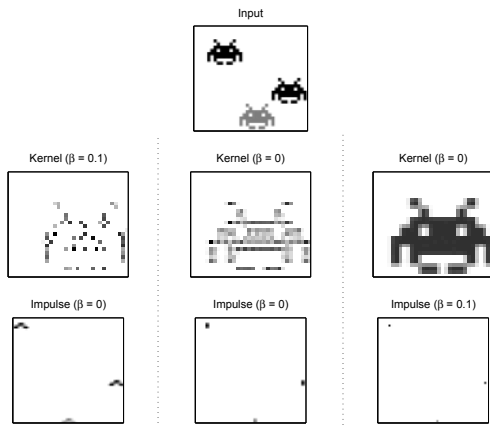 Input
Kernel (β = 0.1)
Kernel (β = 0)
Kernel (β = 0)
Impulse (β = 0)
Impulse (β = 0)
Impulse (β = 0.1)